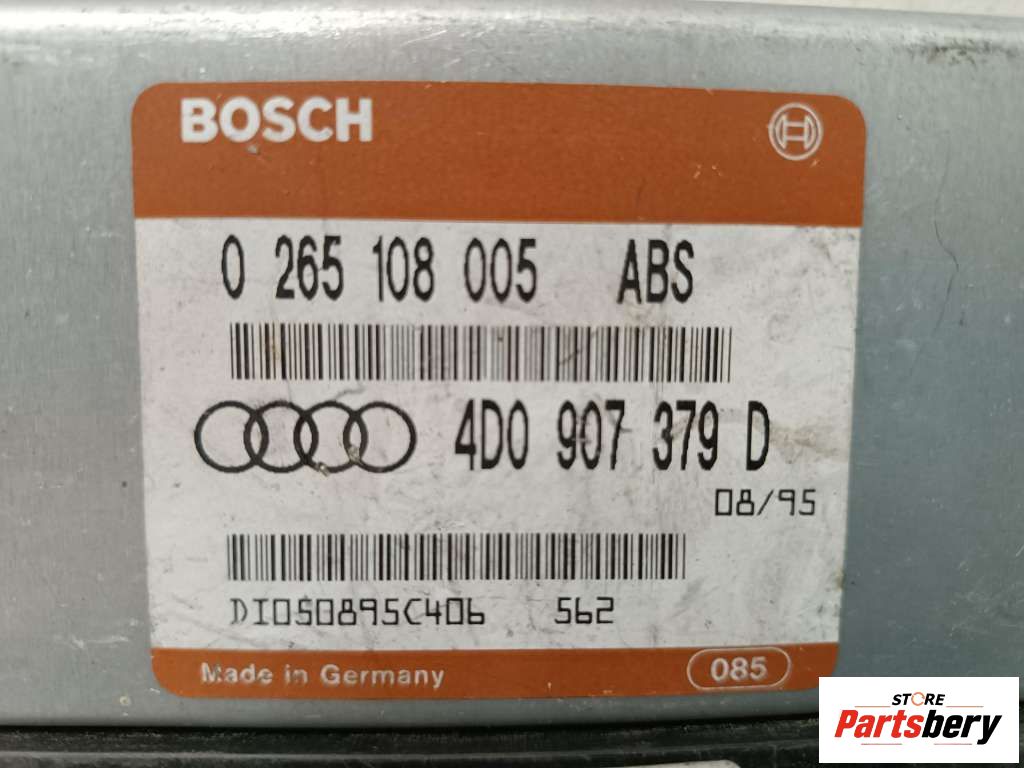 BOSCH
0 265 108 005 ABS
4D0 907 379 D
08/95
DI050895C406 562
Made in Germany 085
STORE
Partsbery